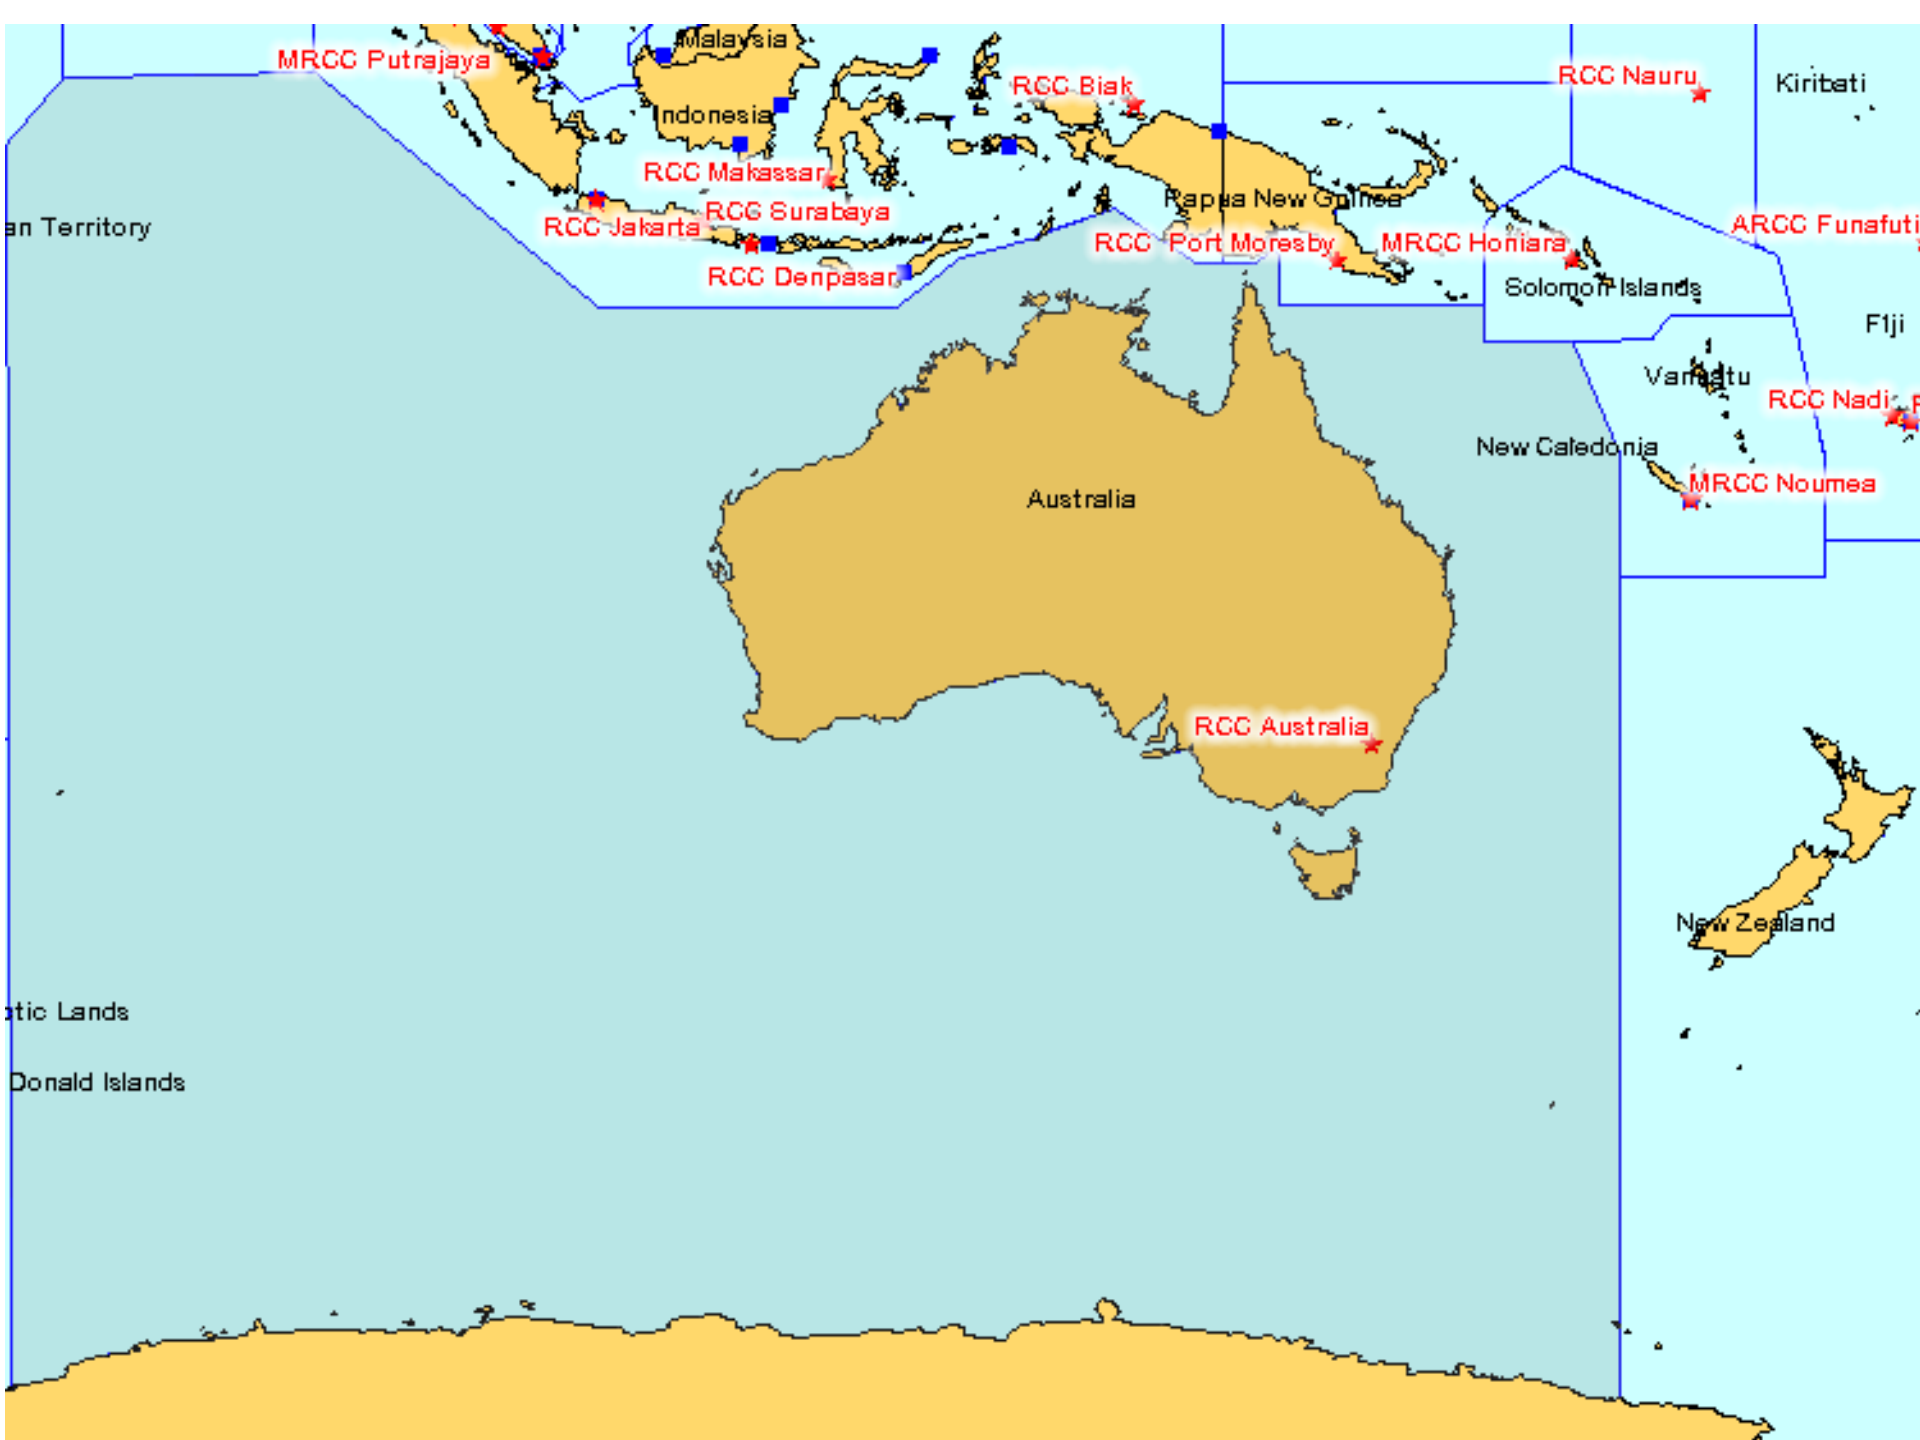 Malaysia
MRCC Putrajaya
RCC Nauru
Kiribati
RCC Biak
Indonesia
RCC Makassar
Papua New Guinea
RCC Surabaya
RCC Jakarta
an Territory
ARCC Funafuti
RCC Port Moresby
MRCC Honiara
RCC Denpasar
Solomon Islands
Fiji
Vanuatu
RCC Nadi
New Caledonia
MRCC Noumea
Australia
RCC Australia
New Zealand
tic Lands
Donald Islands